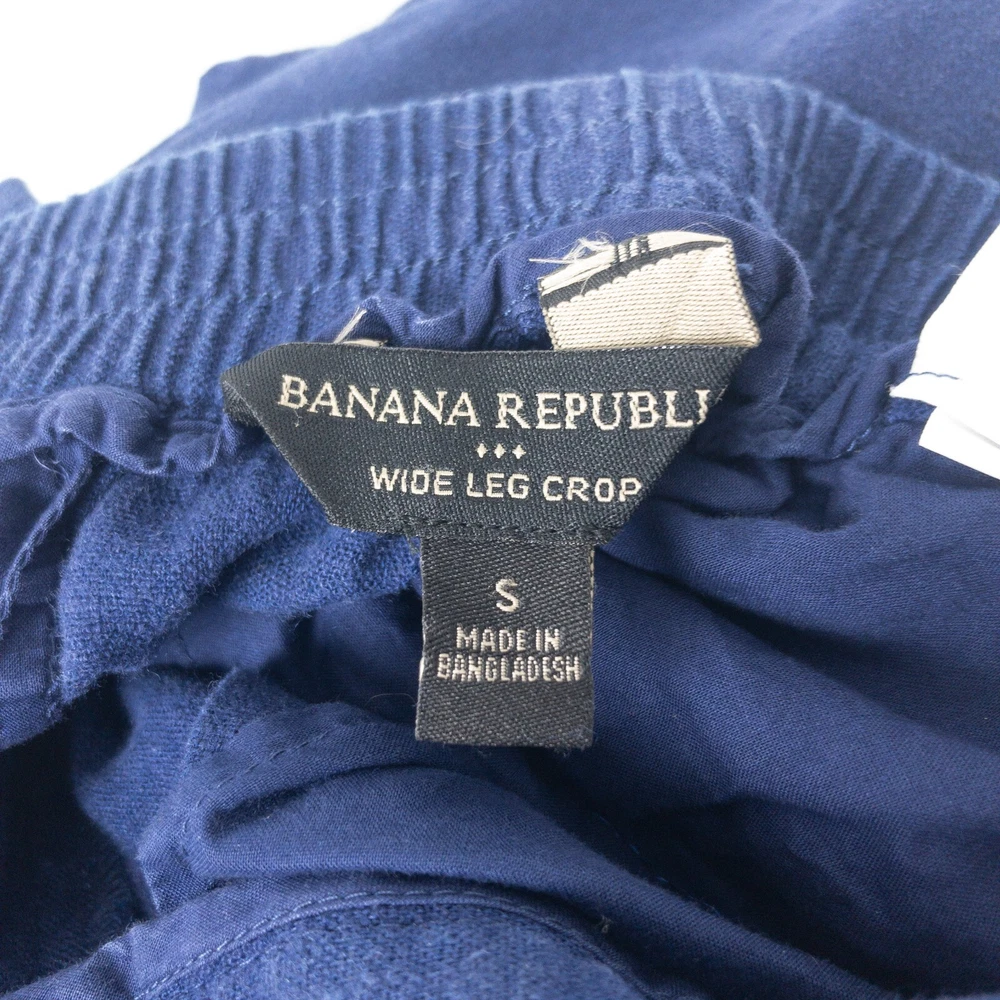 BANANA REPUBLI
WIDE LEG CROP
S
MADE IN
BANGLADESH